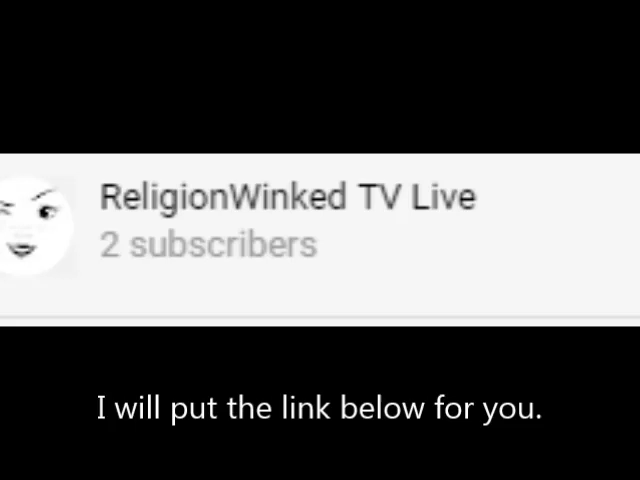 ReligionWinked TV Live
2 subscribers
I will put the link below for you.